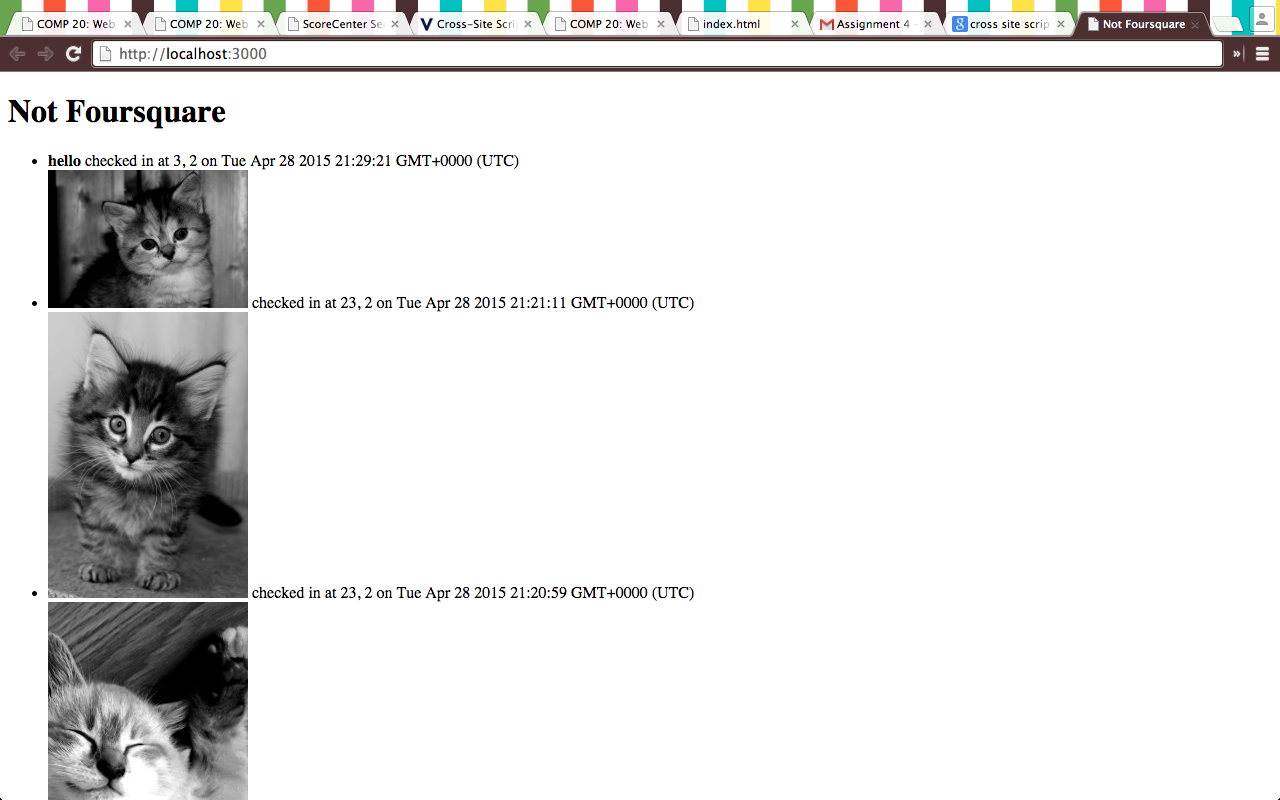 COMP 20: Web
COMP 20: Web
ScoreCenter Se
Cross-Site Scri
COMP 20: Web
index.html
Assignment 4 -
cross site scrip
Not Foursquare
http://localhost:3000
Not Foursquare
hello checked in at 3, 2 on Tue Apr 28 2015 21:29:21 GMT+0000 (UTC)
checked in at 23, 2 on Tue Apr 28 2015 21:21:11 GMT+0000 (UTC)
checked in at 23, 2 on Tue Apr 28 2015 21:20:59 GMT+0000 (UTC)